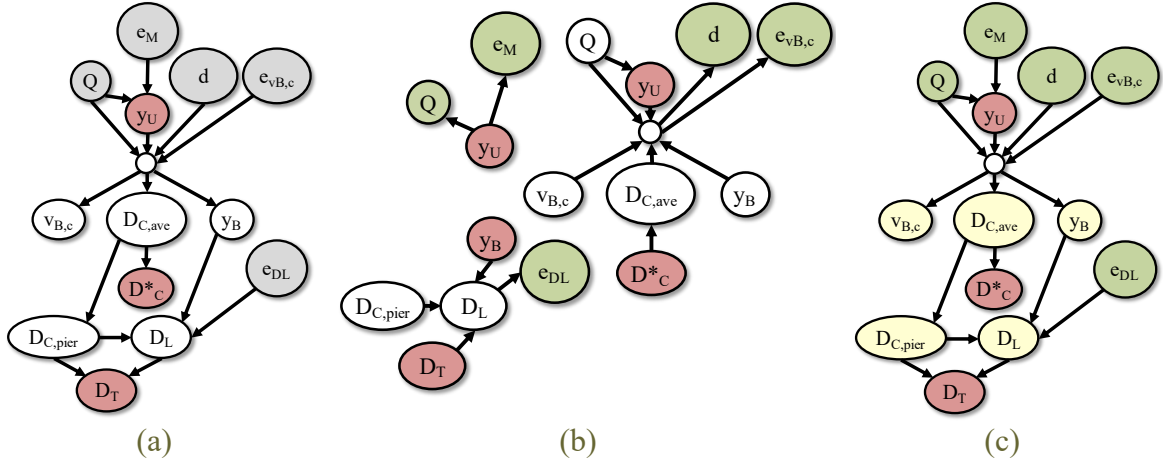 e_M
Q
d
e_vB,c
y_U
v_B,c
D_C,ave
y_B
D*_C
e_DL
D_C,pier
D_L
D_T
(a)
e_M
Q
y_U
Q
d
e_vB,c
y_U
v_B,c
D_C,ave
y_B
D*_C
y_B
e_DL
D_C,pier
D_L
D_T
(b)
e_M
Q
d
e_vB,c
y_U
v_B,c
D_C,ave
y_B
D*_C
e_DL
D_C,pier
D_L
D_T
(c)